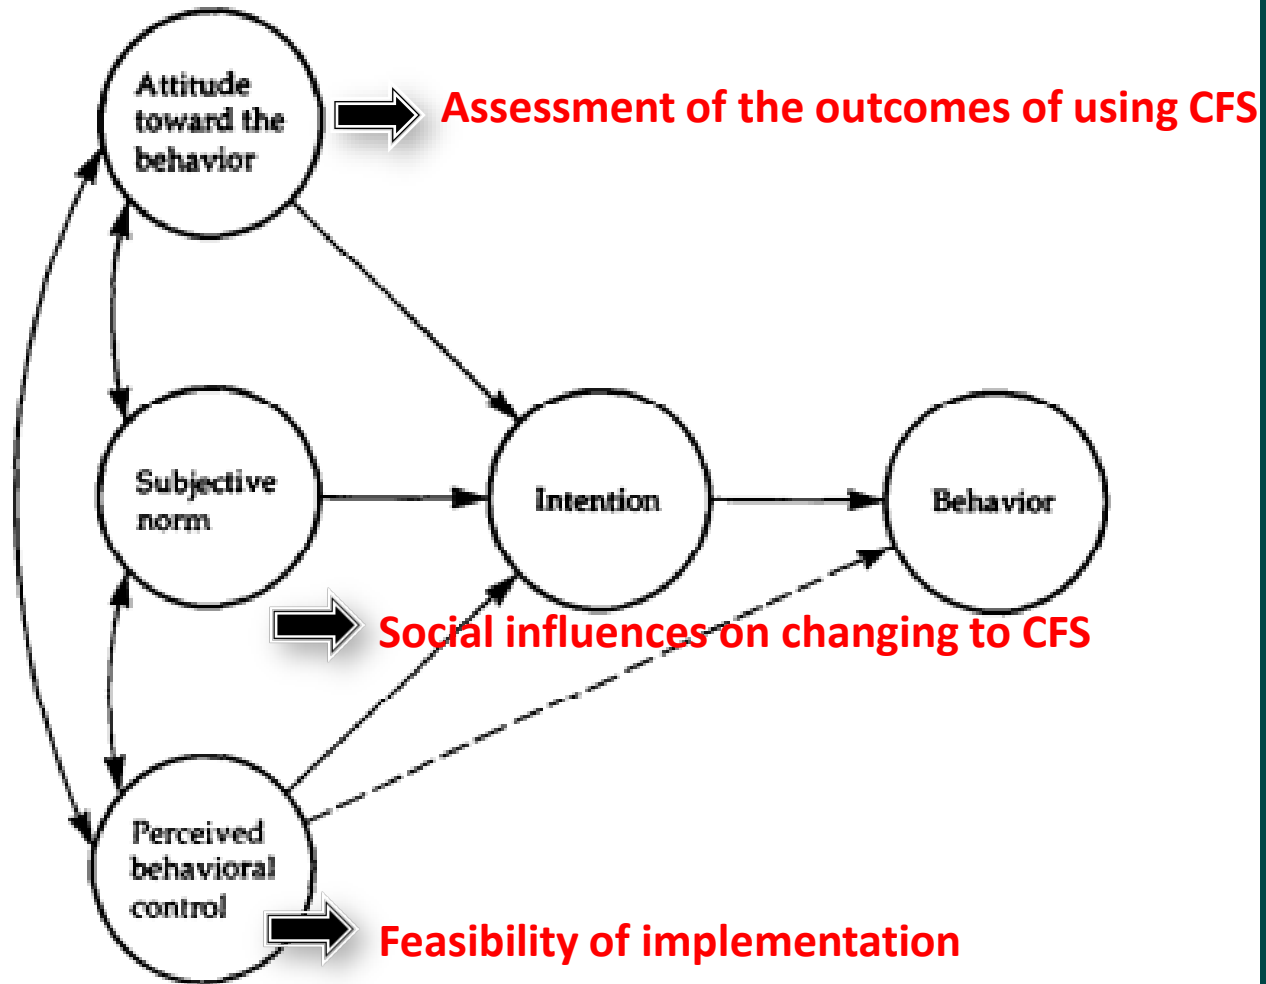 Attitude
toward the
behavior
Assessment of the outcomes of using CFS
Subjective
norm
Intention
Behavior
Social influences on changing to CFS
Perceived
behavioral
control
Feasibility of implementation